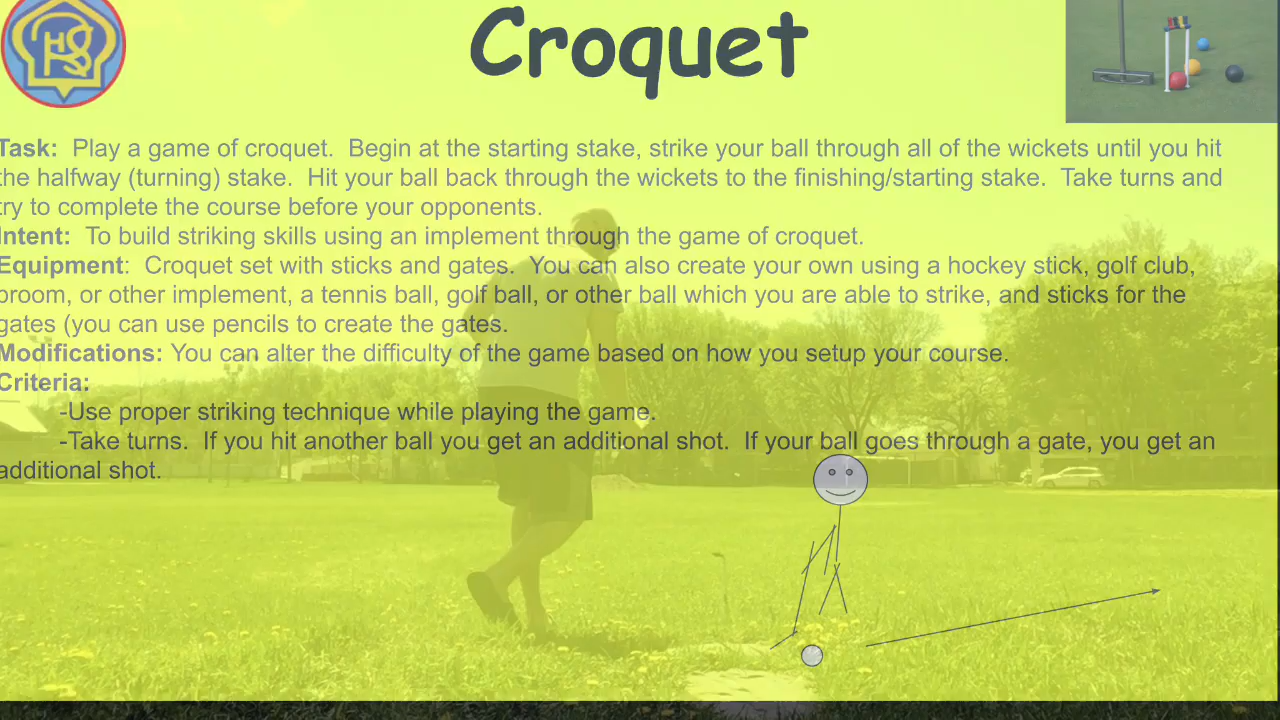 Croquet
Task:  Play a game of croquet.  Begin at the starting stake, strike your ball through all of the wickets until you hit
the halfway (turning) stake.  Hit your ball back through the wickets to the finishing/starting stake.  Take turns and
try to complete the course before your opponents.
Intent:  To build striking skills using an implement through the game of croquet.
Equipment:  Croquet set with sticks and gates.  You can also create your own using a hockey stick, golf club,
broom, or other implement, a tennis ball, golf ball, or other ball which you are able to strike, and sticks for the
gates (you can use pencils to create the gates.
Modifications: You can alter the difficulty of the game based on how you setup your course.
Criteria:
-Use proper striking technique while playing the game.
-Take turns.  If you hit another ball you get an additional shot.  If your ball goes through a gate, you get an
additional shot.